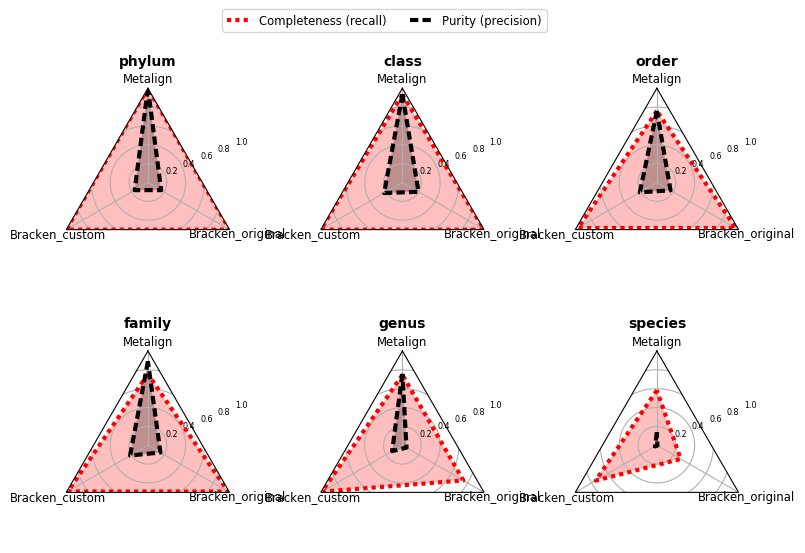 Completeness (recall) Purity (precision)
phylum class order
Metalign Metalign Metalign
1.0 1.0 1.0
0.8 0.8 0.8
0.6 0.6 0.6
0.4 0.4 0.4
0.2 0.2 0.2
Bracken_custom Bracken_original Bracken_custom Bracken_original Bracken_custom Bracken_original
family genus species
Metalign Metalign Metalign
1.0 1.0 1.0
0.8 0.8 0.8
0.6 0.6 0.6
0.4 0.4 0.4
0.2 0.2 0.2
Bracken_custom Bracken_original Bracken_custom Bracken_original Bracken_custom Bracken_original